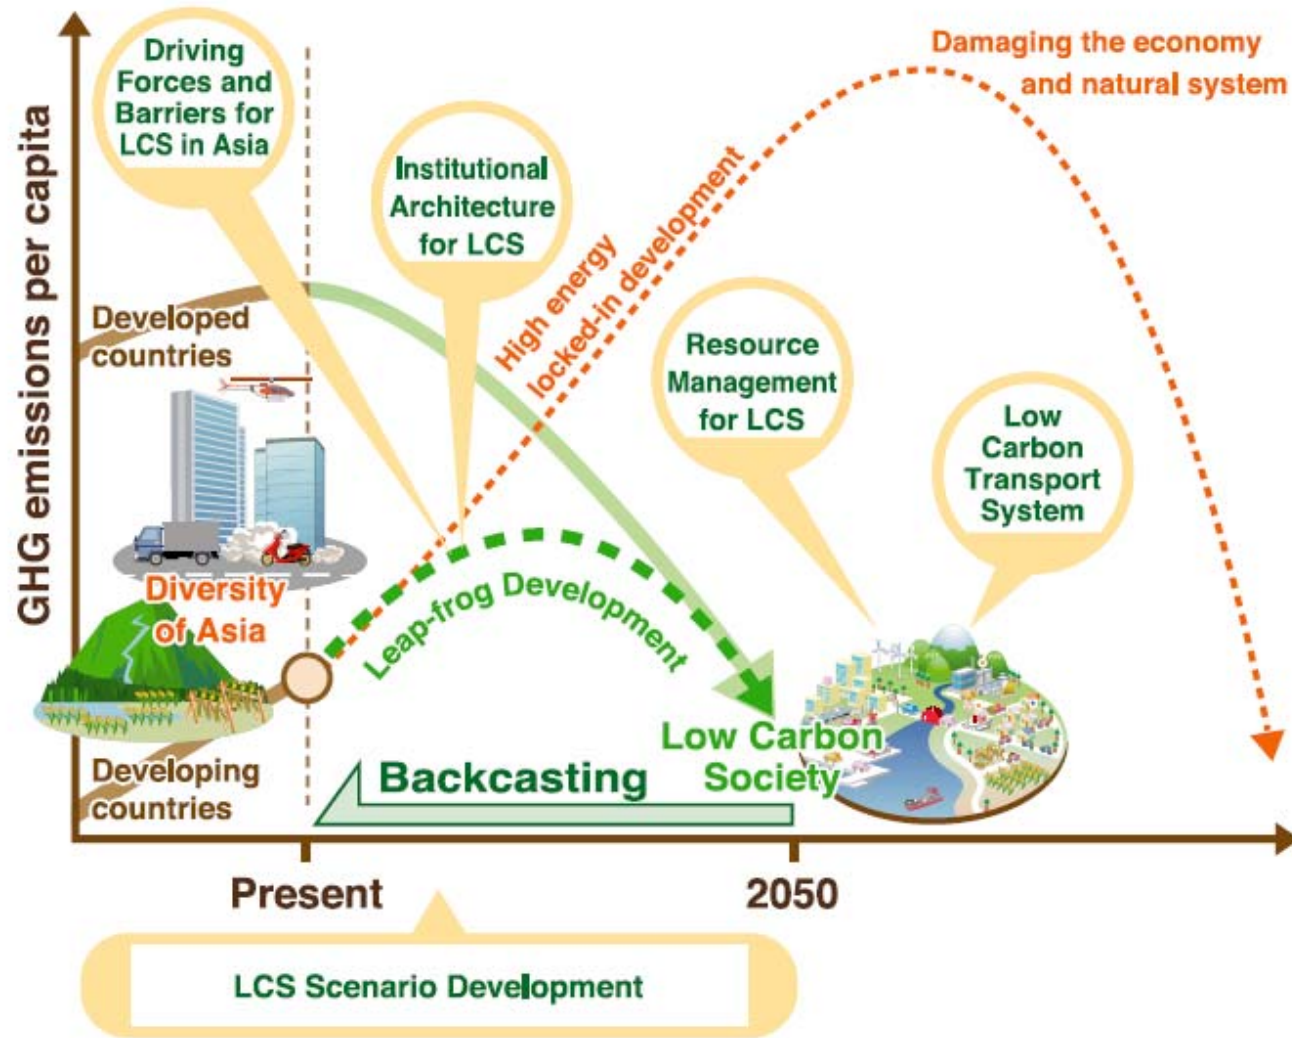 GHG emissions per capita
Driving
Forces and
Barriers for
LCS in Asia
Institutional
Architecture
for LCS
Damaging the economy
and natural system
High energy
locked-in development
Developed
countries
Resource
Management
for LCS
Low
Carbon
Transport
System
Diversity
of Asia
Leap-frog Development
Low Carbon
Society
Developing
countries
Backcasting
Present
2050
LCS Scenario Development